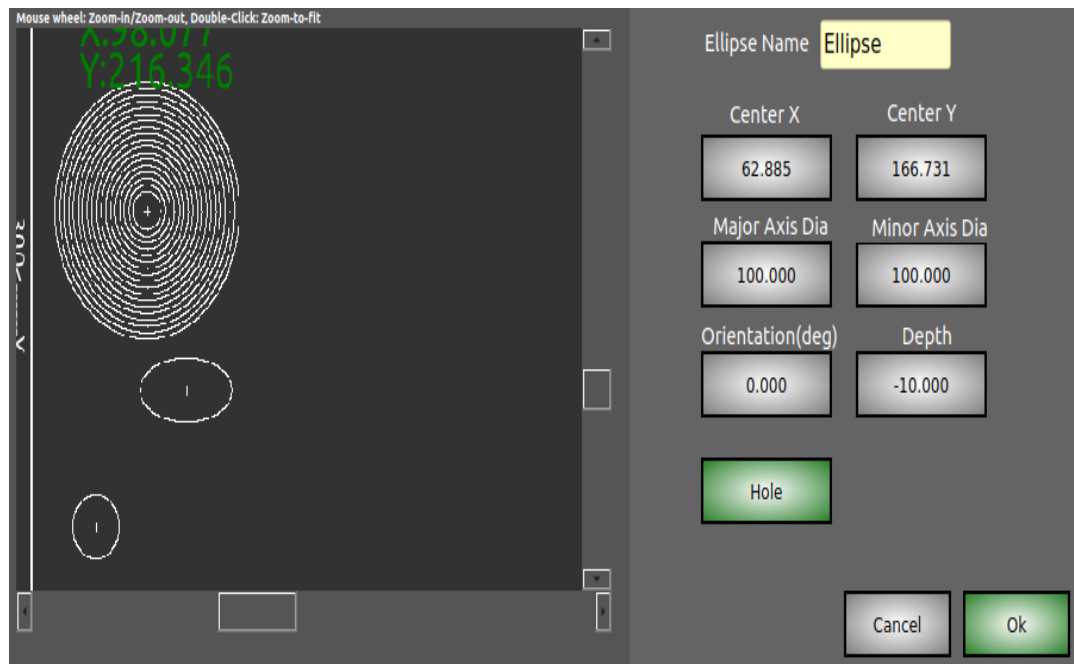 Mouse wheel: Zoom-in/Zoom-out, Double-Click: Zoom-to-fit
X:98.077
Y:216.346
Ellipse Name Ellipse
Center X Center Y
62.885 166.731
Major Axis Dia Minor Axis Dia
100.000 100.000
Orientation(deg) Depth
0.000 -10.000
Hole
Cancel Ok